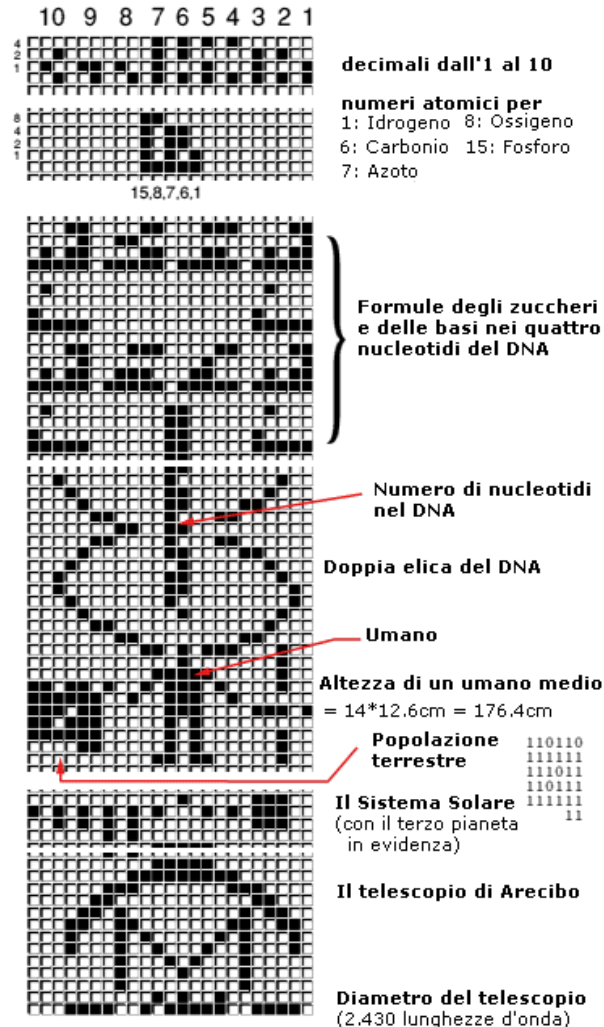 10 9 8 7 6 5 4 3 2 1
4
2
1
decimali dall'1 al 10
numeri atomici per
1: Idrogeno 8: Ossigeno
6: Carbonio 15: Fosforo
7: Azoto
8
4
2
1
15,8,7,6,1
Formule degli zuccheri
e delle basi nei quattro
nucleotidi del DNA
Numero di nucleotidi
nel DNA
Doppia elica del DNA
Umano
Altezza di un umano medio
= 14*12.6cm = 176.4cm
Popolazione
terrestre
110110
111111
111011
110111
111111
11
Il Sistema Solare
(con il terzo pianeta
in evidenza)
Il telescopio di Arecibo
Diametro del telescopio
(2.430 lunghezze d'onda)